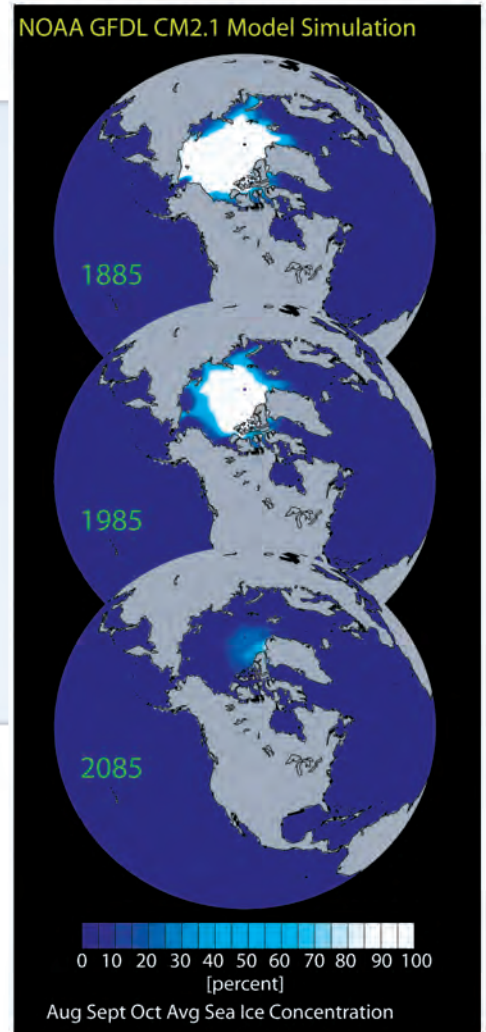 NOAA GFDL CM2.1 Model Simulation
1885
1985
2085
0 10 20 30 40 50 60 70 80 90 100
[percent]
Aug Sept Oct Avg Sea Ice Concentration